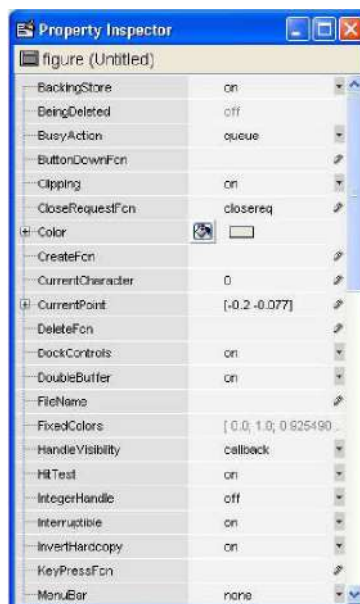 Property Inspector
figure (Untitled)
BackingStore on
BeingDeleted off
BusyAction queue
ButtonDownFcn
Clipping on
CloseRequestFcn closereq
Color
CreateFcn
CurrentCharacter 0
CurrentPoint [-0.2 -0.077]
DeleteFcn
DockControls on
DoubleBuffer on
FileName
FixedColors [ 0.0; 1.0; 0.925490 ...
HandleVisibility callback
HitTest on
IntegerHandle off
Interruptible on
InvertHardcopy on
KeyPressFcn
MenuBar none